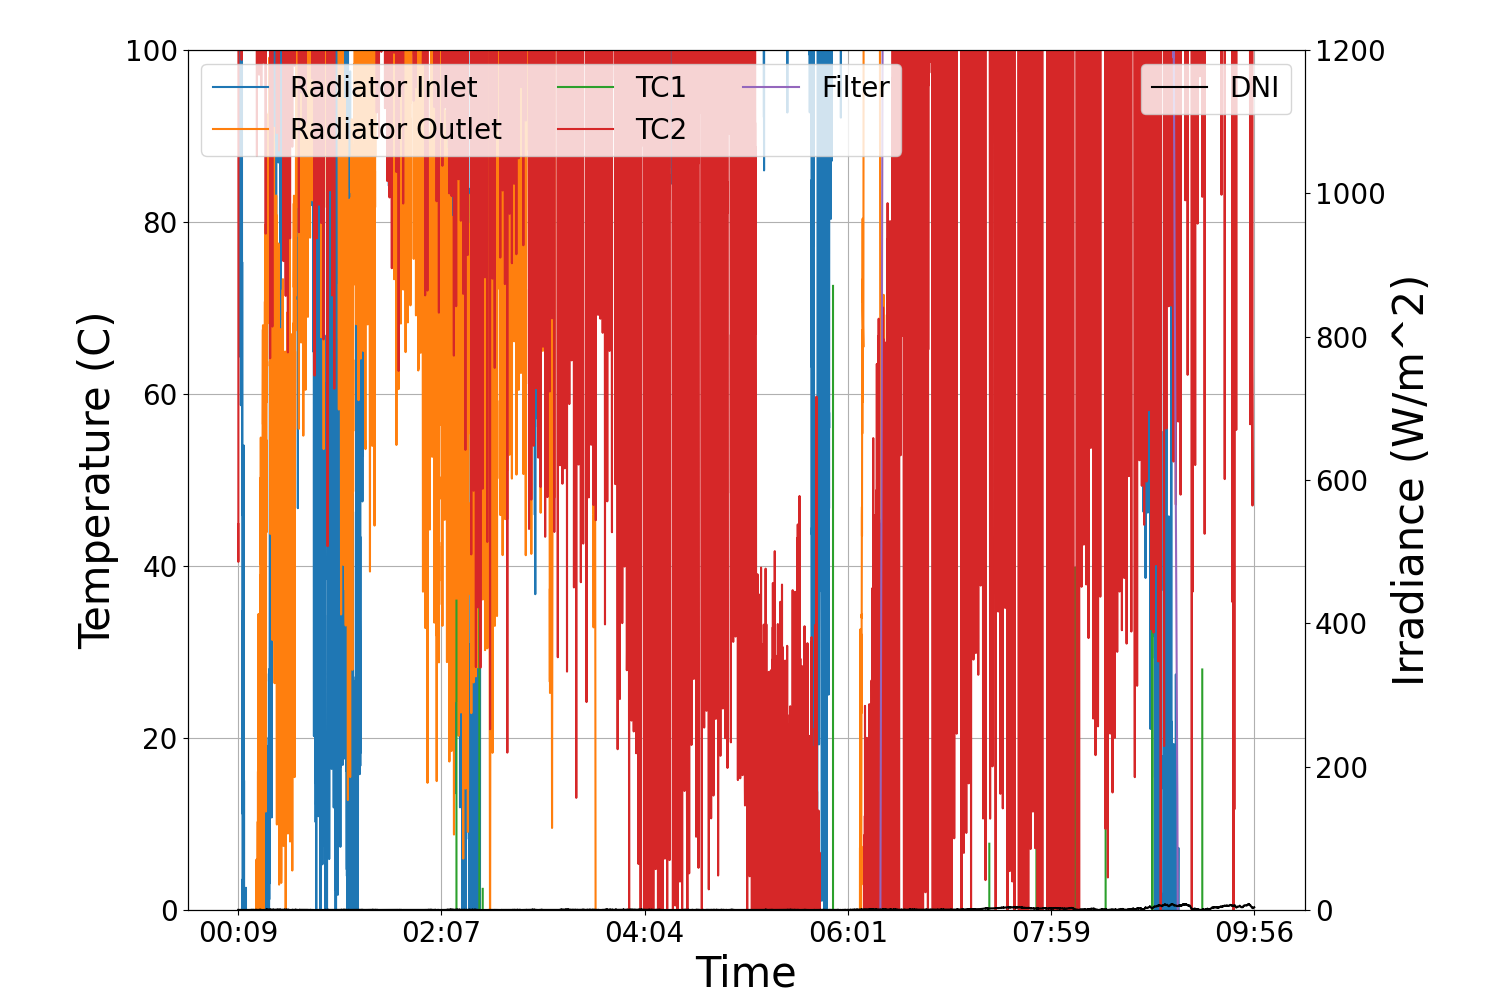 100
80
60
40
20
0
Temperature (C)
Radiator Inlet
Radiator Outlet
TC1
TC2
Filter
DNI
1200
1000
800
600
400
200
0
Irradiance (W/m^2)
00:09 02:07 04:04 06:01 07:59 09:56
Time